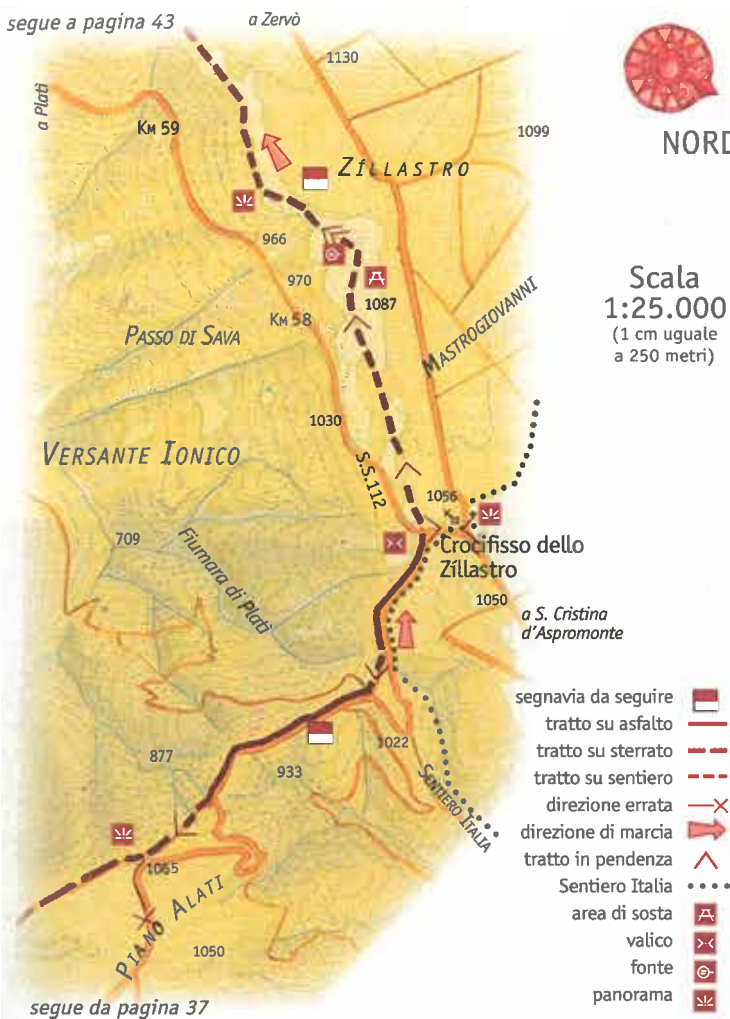 segue a pagina 43
a Zervò
1130
a Platì
KM 59
1099
NORD
ZÍLLASTRO
966
970
1087
KM 58
Scala
1:25.000
(1 cm uguale
a 250 metri)
MASTROGIOVANNI
PASSO DI SAVA
1030
VERSANTE IONICO
S.S.112
1056
709
Fiumara di Platì
Crocifisso dello
Zíllastro
1050
a S. Cristina
d'Aspromonte
segnavia da seguire
tratto su asfalto
877
1022
933
tratto su sterrato
SENTIERO ITALIA
tratto su sentiero
direzione errata
direzione di marcia
1065
tratto in pendenza
PIANO ALATI
Sentiero Italia
area di sosta
1050
valico
fonte
panorama
segue da pagina 37